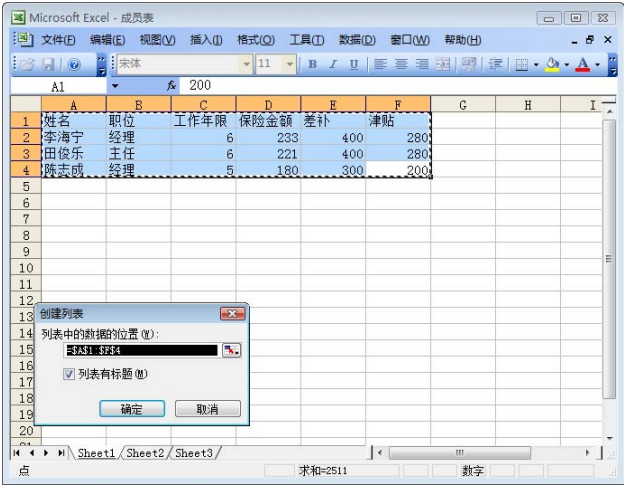 Microsoft Excel - 成员表
文件(F) 编辑(E) 视图(V) 插入(I) 格式(O) 工具(T) 数据(D) 窗口(W) 帮助(H)
宋体 11 B I U A
A1 fx 200
A B C D E F G H I
1 姓名 职位 工作年限 保险金额 差补 津贴
2 李海宁 经理 6 233 400 280
3 田俊乐 主任 6 221 400 280
4 陈志成 经理 5 180 300 200
5
6
7
8
9
10
11
12
13
14
15
16
17
18
19
20
21
创建列表
列表中的数据的位置(W):
=$A$1:$F$4
列表有标题(M)
确定 取消
Sheet1 Sheet2 Sheet3
点 求和=2511 数字